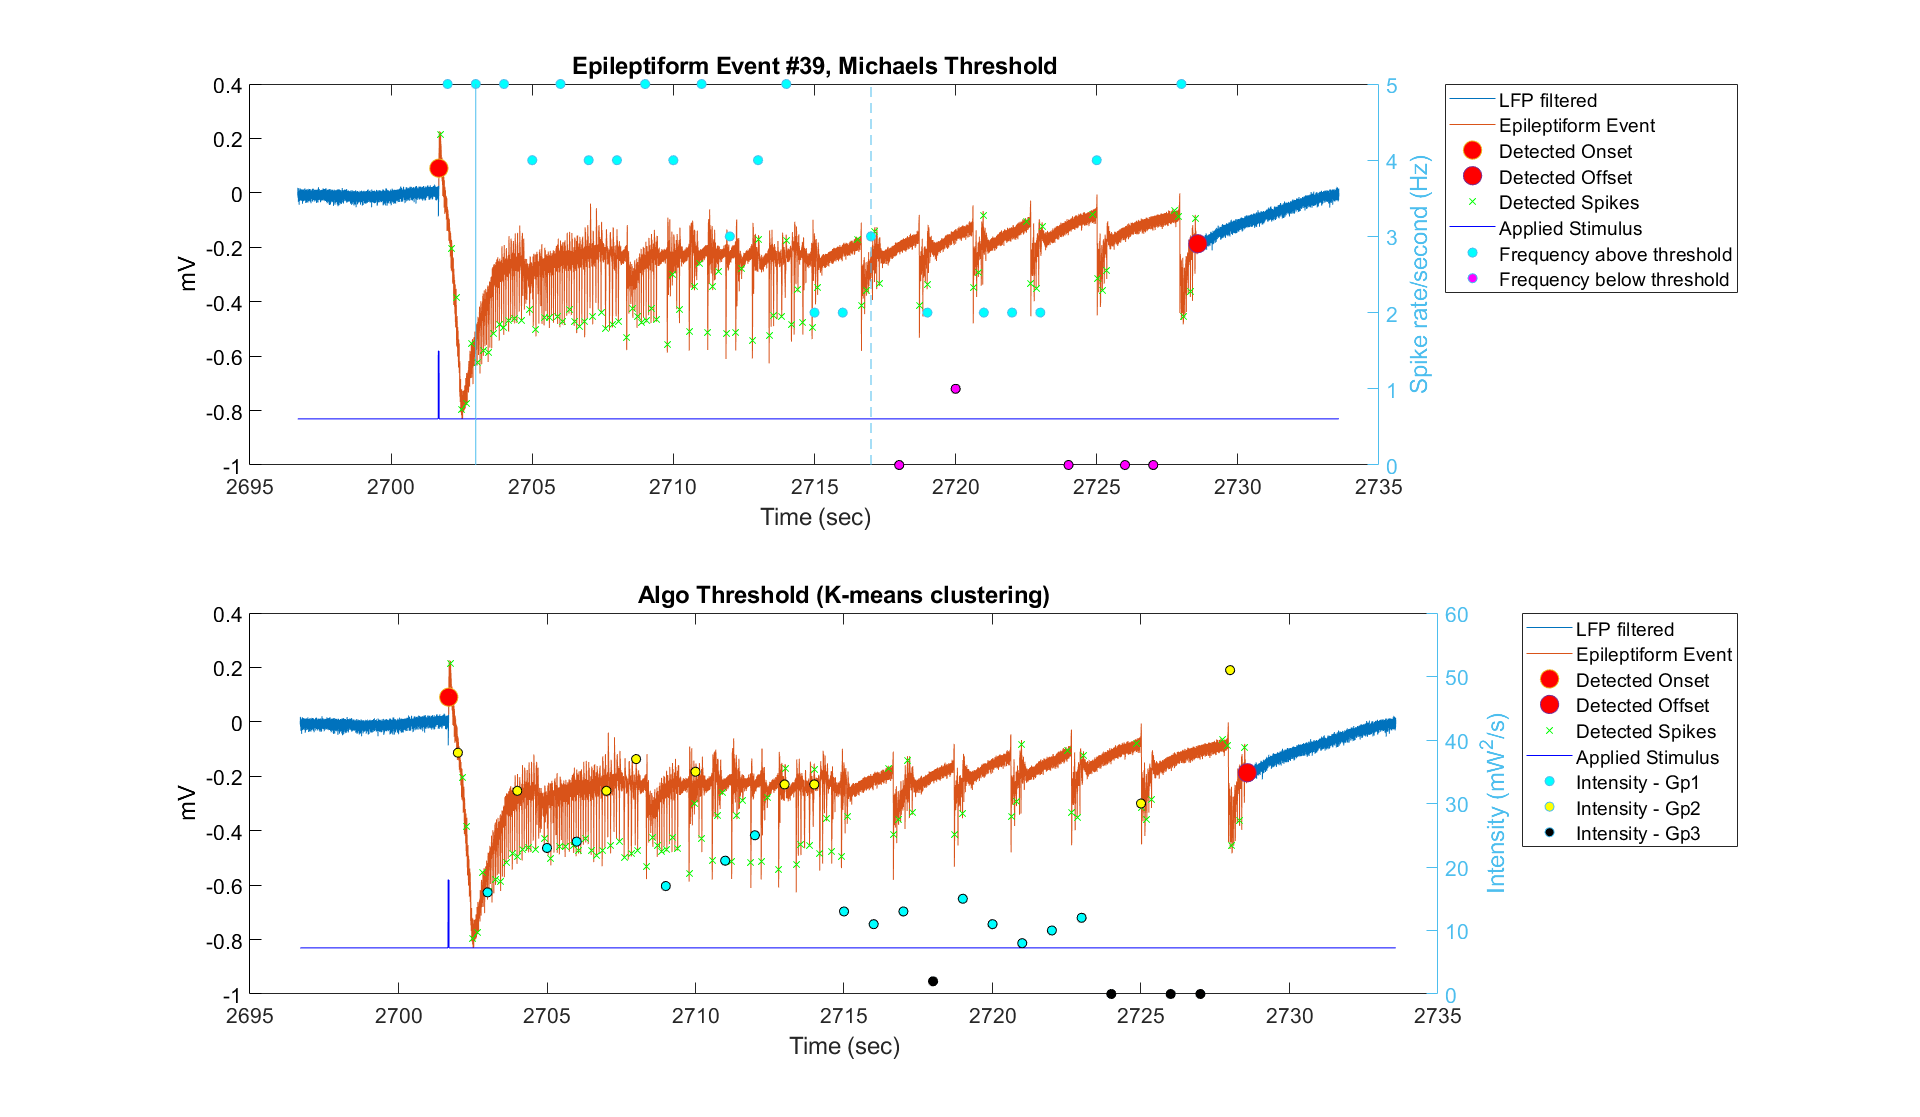 Epileptiform Event #39, Michaels Threshold
0.4
0.2
0
-0.2
-0.4
-0.6
-0.8
-1
mV
2695
2700
2705
2710
2715
2720
2725
2730
2735
Time (sec)
5
4
3
2
1
0
Spike rate/second (Hz)
LFP filtered
Epileptiform Event
Detected Onset
Detected Offset
Detected Spikes
Applied Stimulus
Frequency above threshold
Frequency below threshold
Algo Threshold (K-means clustering)
0.4
0.2
0
-0.2
-0.4
-0.6
-0.8
-1
mV
2695
2700
2705
2710
2715
2720
2725
2730
2735
Time (sec)
60
50
40
30
20
10
0
Intensity (mW²/s)
LFP filtered
Epileptiform Event
Detected Onset
Detected Offset
Detected Spikes
Applied Stimulus
Intensity - Gp1
Intensity - Gp2
Intensity - Gp3